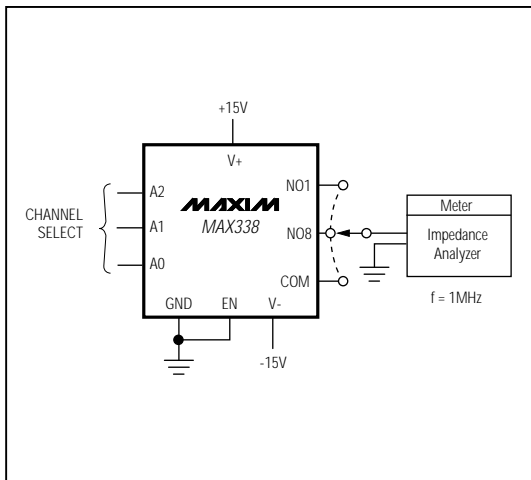 +15V
V+
CHANNEL
SELECT
A2
A1
A0
MAXIM
MAX338
NO1
NO8
COM
GND
EN
V-
-15V
Meter
Impedance
Analyzer
f = 1MHz